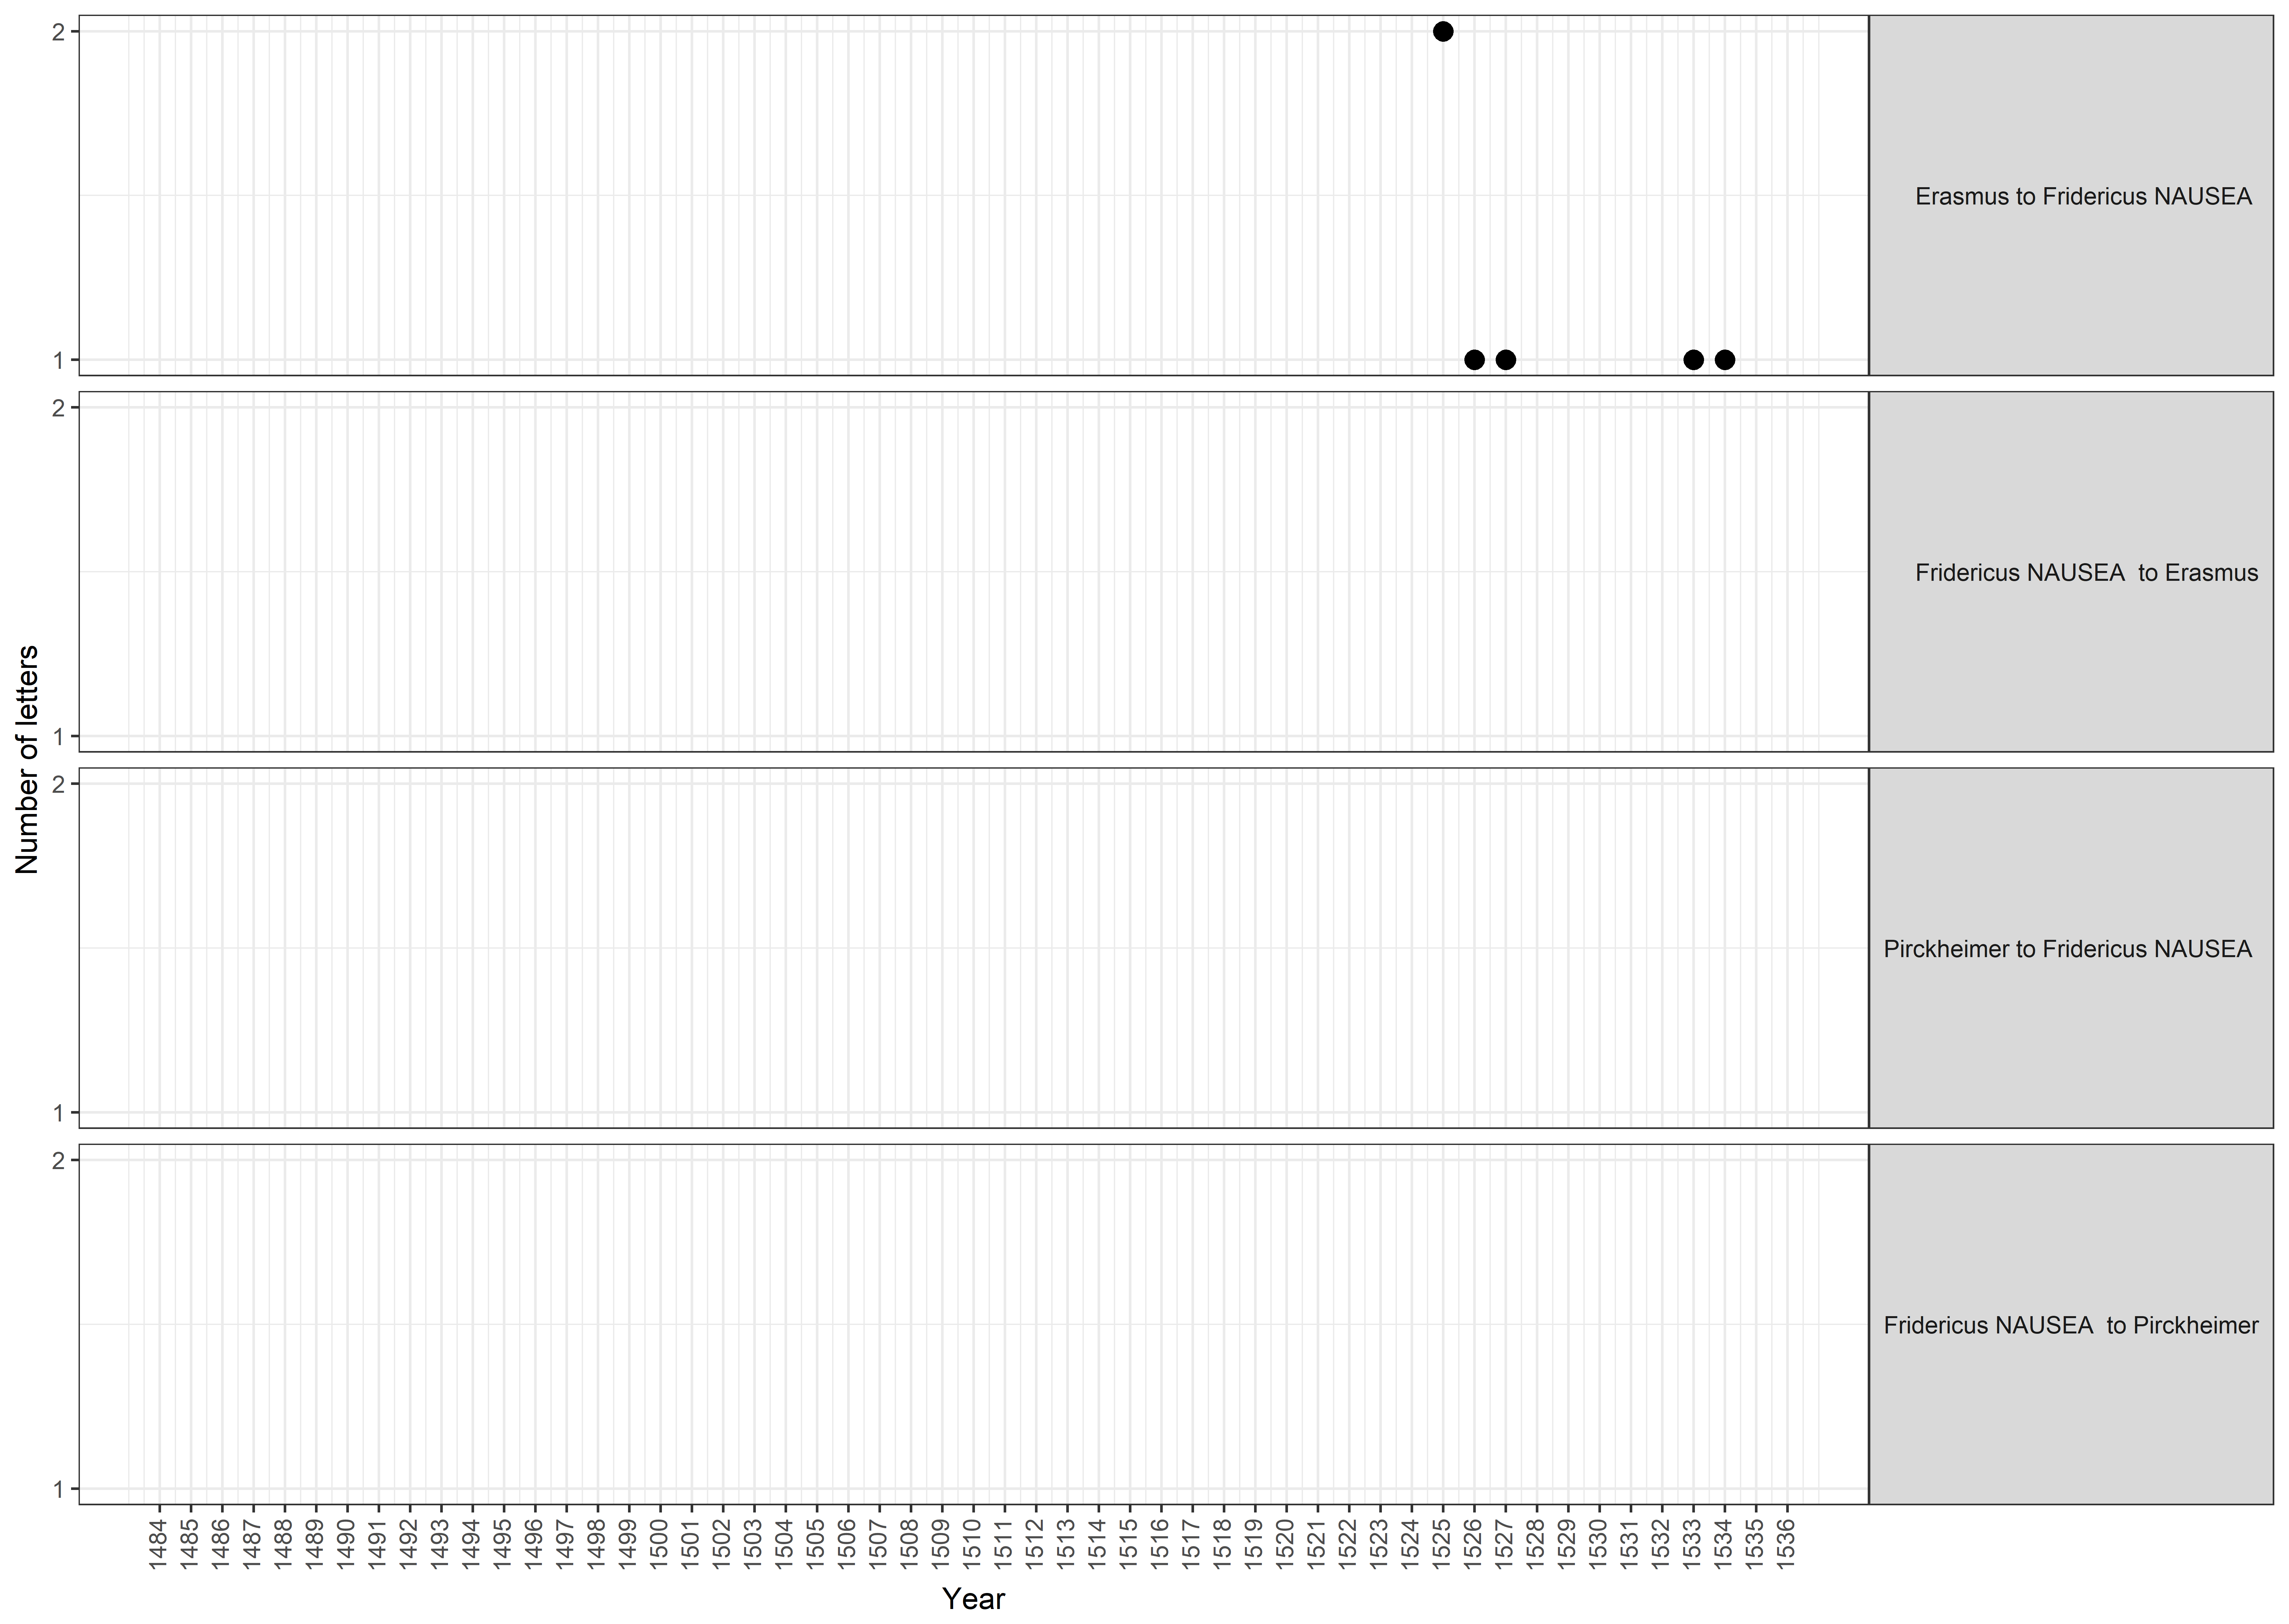 Number of letters
2
1
Erasmus to Fridericus NAUSEA
2
1
Fridericus NAUSEA  to Erasmus
2
1
Pirckheimer to Fridericus NAUSEA
2
1
Fridericus NAUSEA  to Pirckheimer
1484 1485 1486 1487 1488 1489 1490 1491 1492 1493 1494 1495 1496 1497 1498 1499 1500 1501 1502 1503 1504 1505 1506 1507 1508 1509 1510 1511 1512 1513 1514 1515 1516 1517 1518 1519 1520 1521 1522 1523 1524 1525 1526 1527 1528 1529 1530 1531 1532 1533 1534 1535 1536
Year